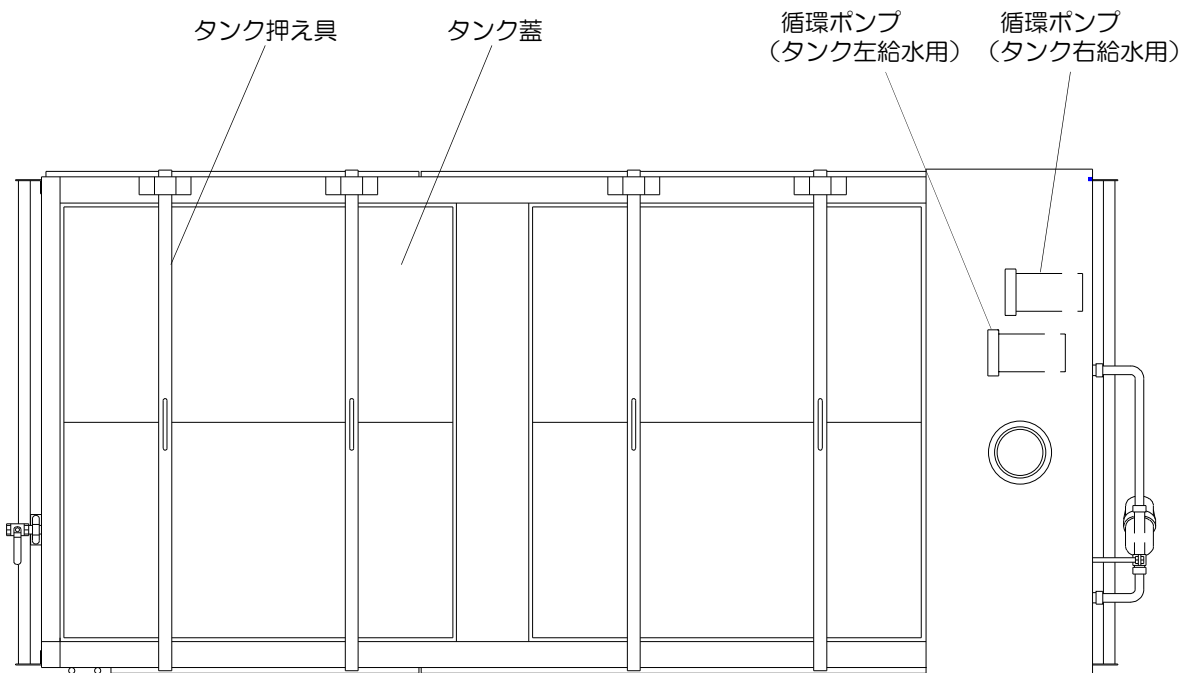 タンク押え具
タンク蓋
循環ポンプ
(タンク左給水用)
循環ポンプ
(タンク右給水用)